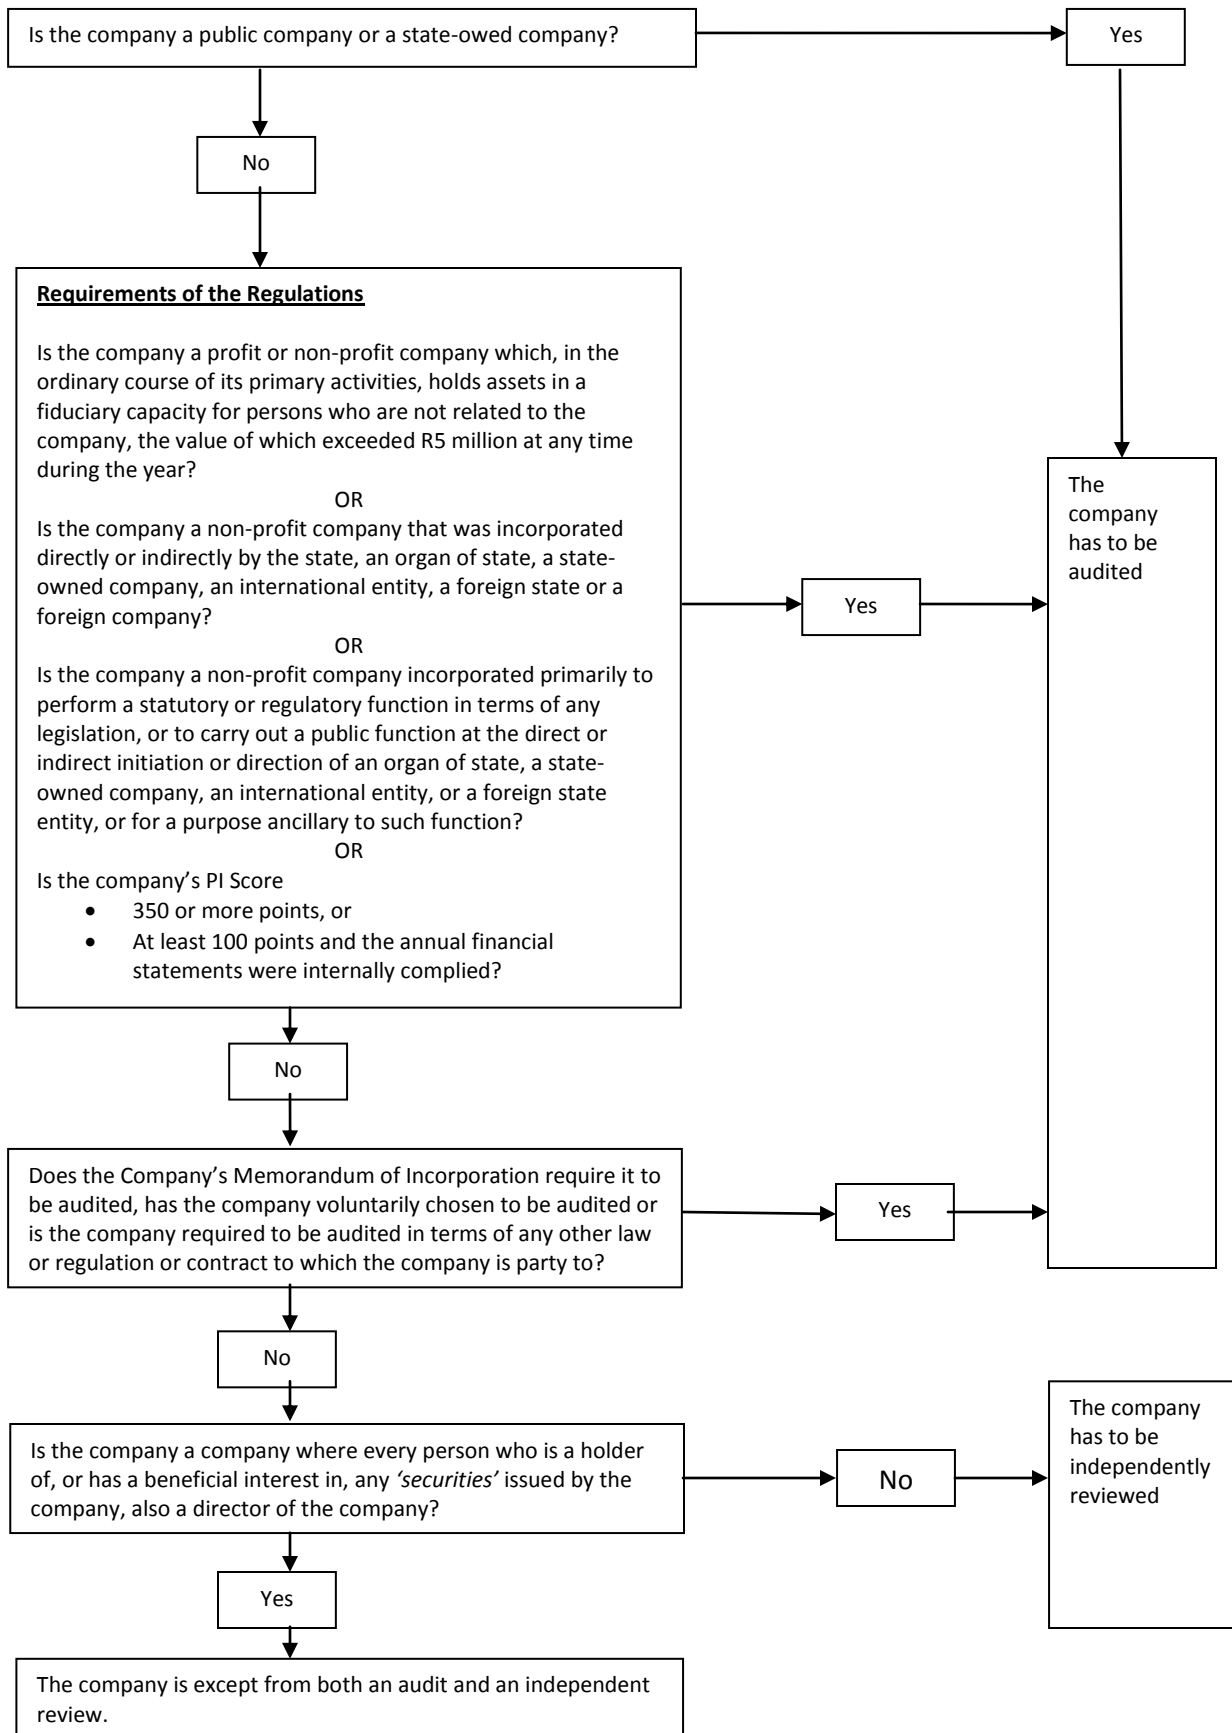 Is the company a public company or a state-owed company?
Yes
No
Requirements of the Regulations
Is the company a profit or non-profit company which, in the
ordinary course of its primary activities, holds assets in a
fiduciary capacity for persons who are not related to the
company, the value of which exceeded R5 million at any time
during the year?
OR
Is the company a non-profit company that was incorporated
directly or indirectly by the state, an organ of state, a state-
owned company, an international entity, a foreign state or a
foreign company?
OR
Is the company a non-profit company incorporated primarily to
perform a statutory or regulatory function in terms of any
legislation, or to carry out a public function at the direct or
indirect initiation or direction of an organ of state, a state-
owned company, an international entity, or a foreign state
entity, or for a purpose ancillary to such function?
OR
Is the company’s PI Score
• 350 or more points, or
• At least 100 points and the annual financial
statements were internally complied?
Yes
The
company
has to be
audited
No
Does the Company’s Memorandum of Incorporation require it to
be audited, has the company voluntarily chosen to be audited or
is the company required to be audited in terms of any other law
or regulation or contract to which the company is party to?
Yes
No
Is the company a company where every person who is a holder
of, or has a beneficial interest in, any ‘securities’ issued by the
company, also a director of the company?
No
The company
has to be
independently
reviewed
Yes
The company is except from both an audit and an independent
review.